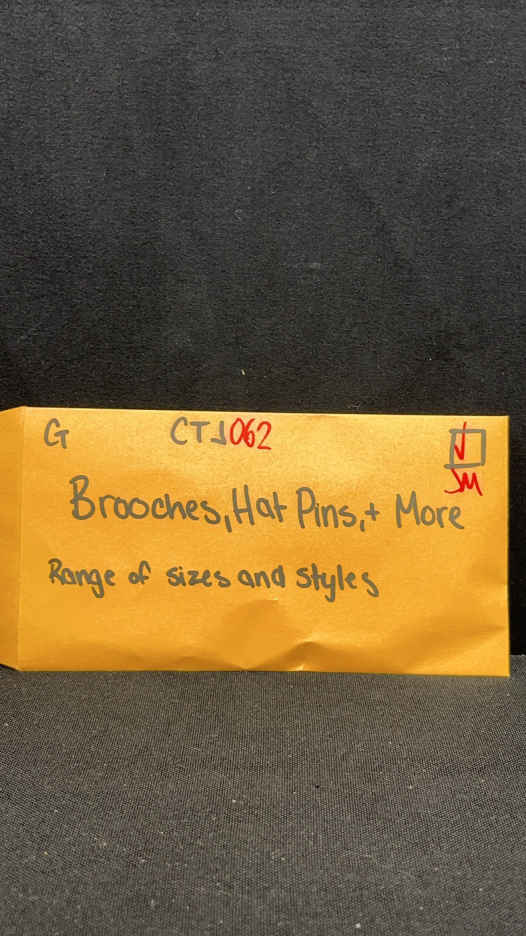 G CTJ062 ✓
JM
Brooches, Hat Pins, + More
Range of sizes and styles